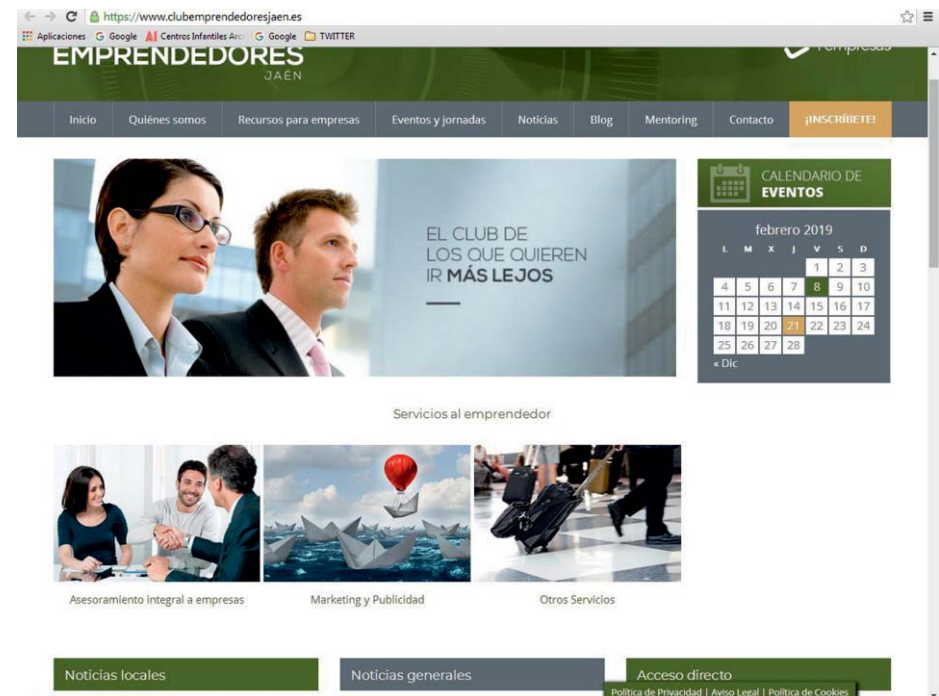 https://www.clubemprendedoresjaen.es
Aplicaciones Google Centros Infantiles Arc Google TWITTER
EMPRENDEDORES
JAÉN
Inicio Quiénes somos Recursos para empresas Eventos y jornadas Noticias Blog Mentoring Contacto ¡INSCRÍBETE!
EL CLUB DE
LOS QUE QUIEREN
IR MÁS LEJOS
CALENDARIO DE
EVENTOS
febrero 2019
L M X J V S D
1 2 3
4 5 6 7 8 9 10
11 12 13 14 15 16 17
18 19 20 21 22 23 24
25 26 27 28
« Dic
Servicios al emprendedor
Asesoramiento integral a empresas Marketing y Publicidad Otros Servicios
Noticias locales Noticias generales Acceso directo
Política de Privacidad | Aviso Legal | Política de Cookies